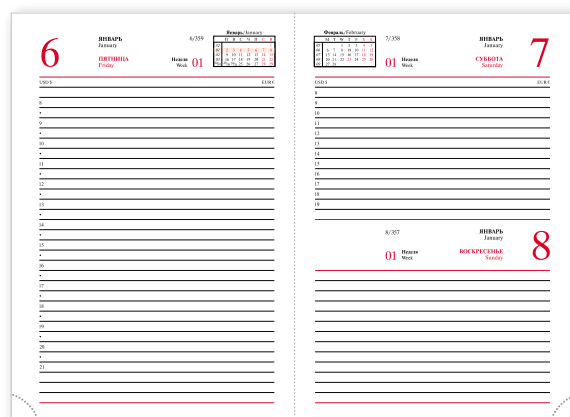 6
ЯНВАРЬ
January
ПЯТНИЦА
Friday
6/359
Неделя
Week
01
Январь/January
USD $
EUR €
8
9
10
11
12
13
14
15
16
17
18
19
20
21
Февраль/February
M T W T F S S
7/358
ЯНВАРЬ
January
01
Неделя
Week
СУББОТА
Saturday
7
USD $
EUR €
8
9
10
11
12
13
14
15
16
17
18
19
8/357
ЯНВАРЬ
January
01
Неделя
Week
ВОСКРЕСЕНЬЕ
Sunday
8